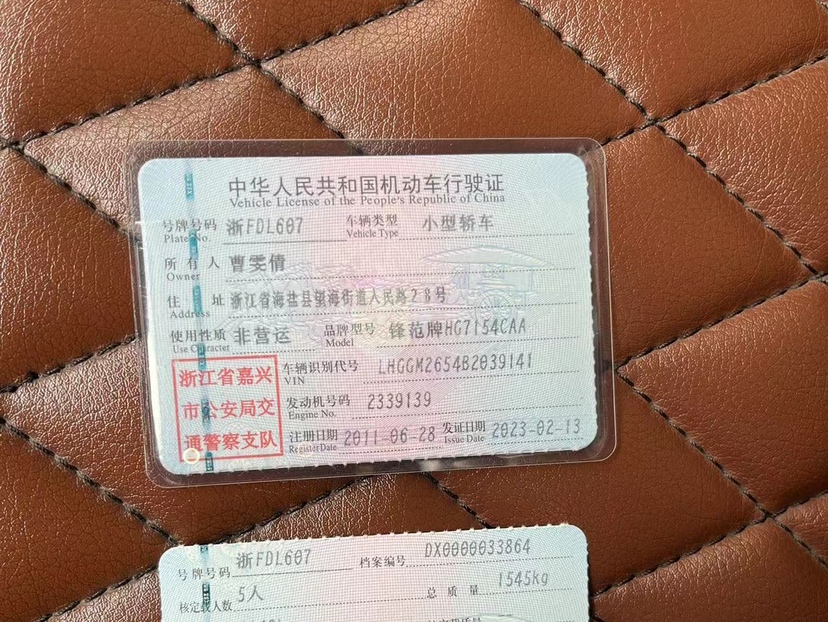 中华人民共和国机动车行驶证
Vehicle License of the People's Republic of China
号牌号码 浙FDL607 车辆类型 小型轿车
Plate No. Vehicle Type
所有人 曹雯倩
Owner
住址 浙江省海盐县望海街道人民路28号
Address
使用性质 非营运 品牌型号 锋范牌HG7154CAA
Use Character Model
浙江省嘉兴
市公安局交
通警察支队
车辆识别代号 LHGGM2654B2039141
VIN
发动机号码 2339139
Engine No.
注册日期 2011-06-28 发证日期 2023-02-13
Register Date Issue Date
号牌号码 浙FDL607 档案编号 DX0000033864
核定载人数 5人 总质量 1545kg